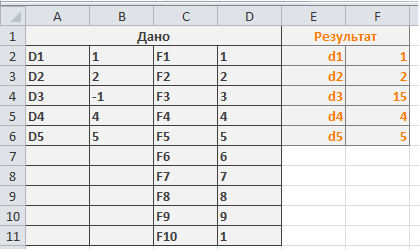 A B C D E F
1 Дано Результат
2 D1 1 F1 1 d1 1
3 D2 2 F2 2 d2 2
4 D3 -1 F3 3 d3 15
5 D4 4 F4 4 d4 4
6 D5 5 F5 5 d5 5
7 F6 6
8 F7 7
9 F8 8
10 F9 9
11 F10 1